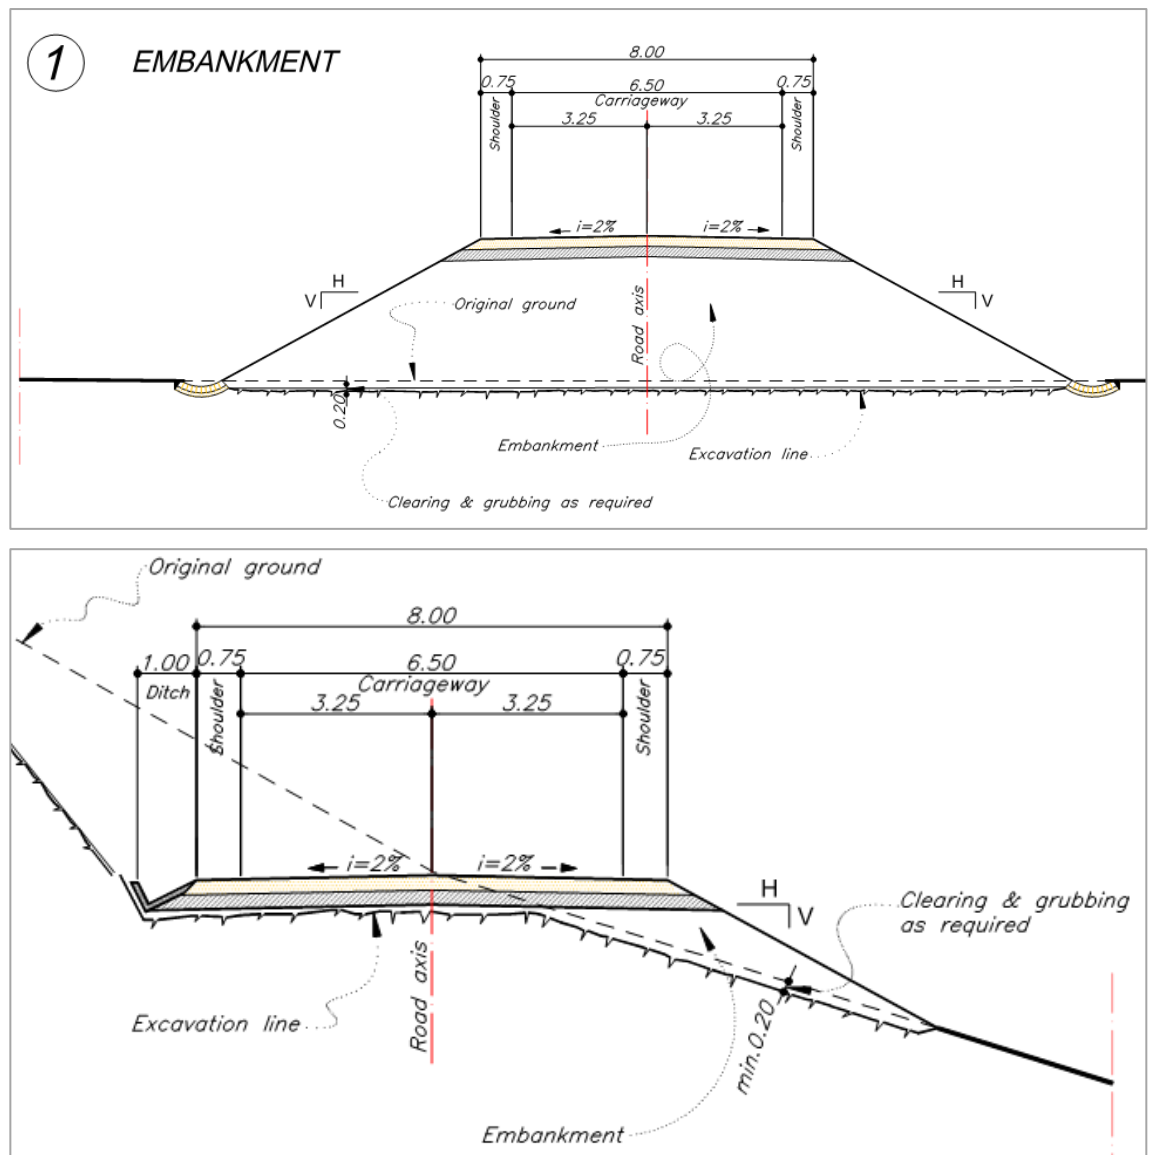 1 EMBANKMENT
8.00
0.75 6.50 0.75
Carriageway
Shoulder 3.25 3.25 Shoulder
i=2% i=2%
H H
V V
Original ground
Road axis
0.20
Embankment
Excavation line
Clearing & grubbing as required
Original ground
8.00
1.00 0.75 6.50 0.75
Ditch Carriageway
Shoulder 3.25 3.25 Shoulder
i=2% i=2%
H
V
Clearing & grubbing
as required
Road axis
Excavation line
min.0.20
Embankment